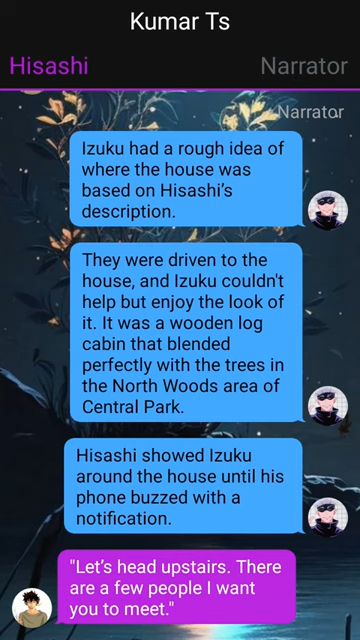 Kumar Ts
Hisashi Narrator
Narrator
Izuku had a rough idea of
where the house was
based on Hisashi’s
description.
They were driven to the
house, and Izuku couldn't
help but enjoy the look of
it. It was a wooden log
cabin that blended
perfectly with the trees in
the North Woods area of
Central Park.
Hisashi showed Izuku
around the house until his
phone buzzed with a
notification.
"Let’s head upstairs. There
are a few people I want
you to meet."